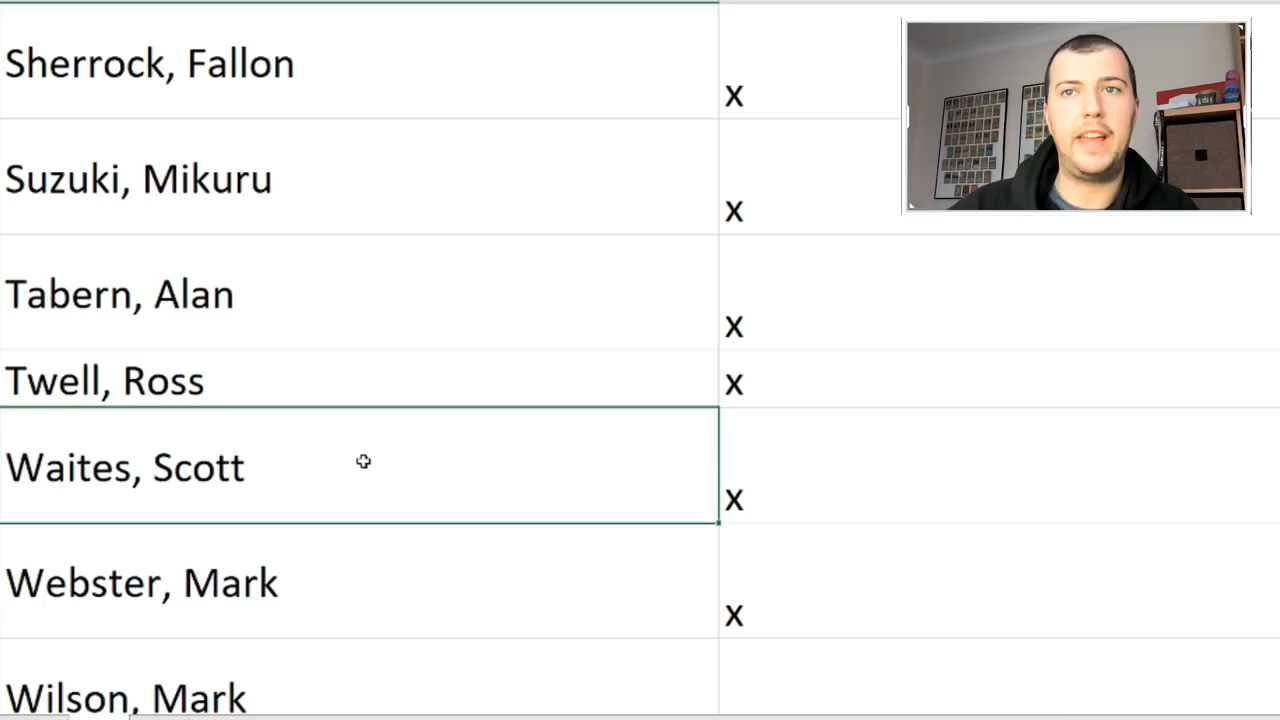 Sherrock, Fallon
x
Suzuki, Mikuru
x
Tabern, Alan
x
Twell, Ross
x
Waites, Scott
x
Webster, Mark
x
Wilson, Mark